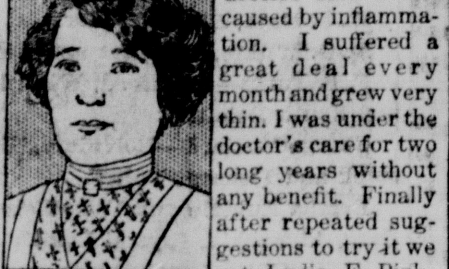 caused by inflamma-
tion. I suffered a
great deal every
month and grew very
thin. I was under the
doctor's care for two
long years without
any benefit. Finally
after repeated sug-
gestions to try it we